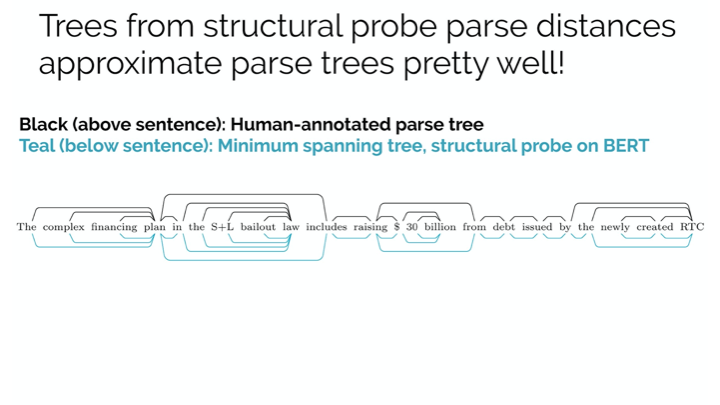 Trees from structural probe parse distances
approximate parse trees pretty well!
Black (above sentence): Human-annotated parse tree
Teal (below sentence): Minimum spanning tree, structural probe on BERT
The complex financing plan in the S+L bailout law includes raising $ 30 billion from debt issued by the newly created RTC